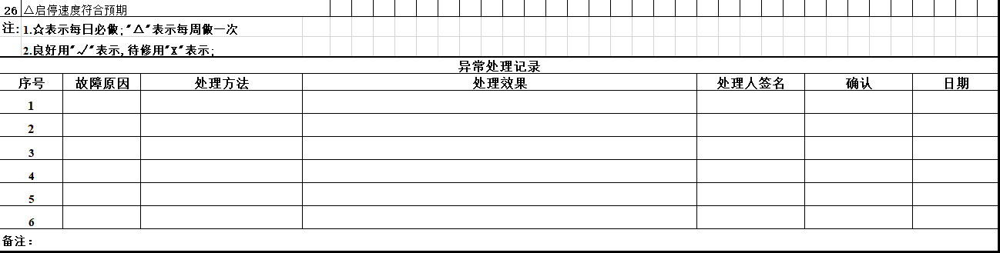 26 △启停速度符合预期
注: 1.☆表示每日必做;"△"表示每周做一次
2.良好用"√"表示,待修用"X"表示;
异常处理记录
序号 故障原因 处理方法 处理效果 处理人签名 确认 日期
1
2
3
4
5
6
备注：